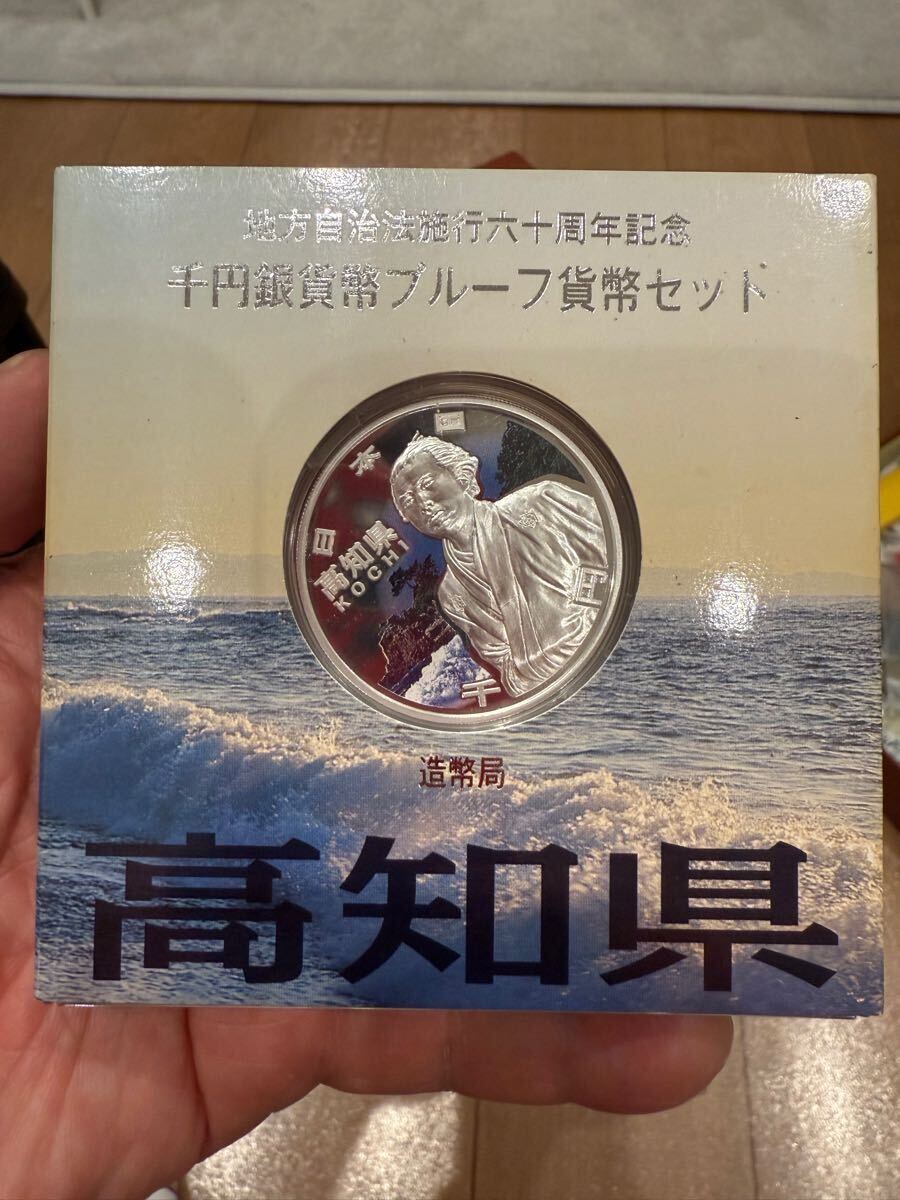 地方自治法施行六十周年記念
千円銀貨幣プルーフ貨幣セット
日本国
高知県
KOCHI
千円
造幣局
高知県